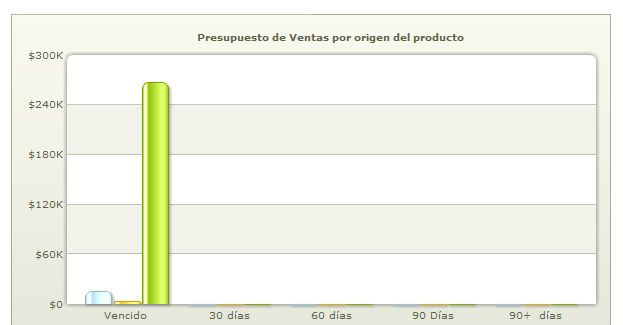 Presupuesto de Ventas por origen del producto
$300K
$240K
$180K
$120K
$60K
$0
Vencido 30 días 60 días 90 Días 90+ días